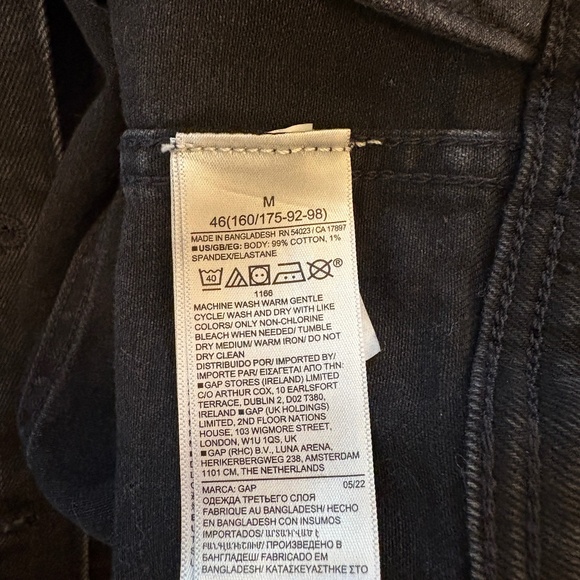 M
46(160/175-92-98)
MADE IN BANGLADESH RN 54023 / CA 17897
■US/GB/EG: BODY: 99% COTTON, 1%
SPANDEX/ELASTANE
40
®
1166
MACHINE WASH WARM GENTLE
CYCLE/ WASH AND DRY WITH LIKE
COLORS/ ONLY NON-CHLORINE
BLEACH WHEN NEEDED/ TUMBLE
DRY MEDIUM/ WARM IRON/ DO NOT
DRY CLEAN
DISTRIBUIDO POR/ IMPORTED BY/
IMPORTE PAR/ ΕΙΣΑΓΕΤΑΙ ΑΠΟ ΤΗΝ:
■GAP STORES (IRELAND) LIMITED
C/O ARTHUR COX, 10 EARLSFORT
TERRACE, DUBLIN 2, D02 T380,
IRELAND ■GAP (UK HOLDINGS)
LIMITED, 2ND FLOOR NATIONS
HOUSE, 103 WIGMORE STREET,
LONDON, W1U 1QS, UK
■GAP (RHC) B.V., LUNA ARENA,
HERIKERBERGWEG 238, AMSTERDAM
1101 CM, THE NETHERLANDS
MARCA: GAP 05/22
ОДЕЖДА ТРЕТЬЕГО СЛОЯ
FABRIQUE AU BANGLADESH/ HECHO
EN BANGLADESH CON INSUMOS
IMPORTADOS/ ԱՐՏԱԴՐՎԱԾ Է
ԲԱՆԳԼԱԴԵՇՈՒՄ/ ПРОИЗВЕДЕНО В
БАНГЛАДЕШ/ FABRICADO EM
BANGLADESH/ ΚΑΤΑΣΚΕΥΑΣΤΗΚΕ ΣΤΟ